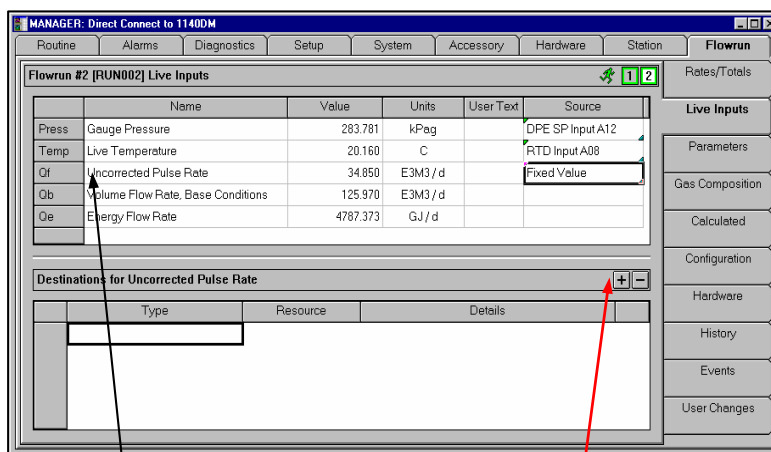 MANAGER: Direct Connect to 1140DM
Routine Alarms Diagnostics Setup System Accessory Hardware Station Flowrun
Flowrun #2 [RUN002] Live Inputs 1 2
Name Value Units User Text Source
Press Gauge Pressure 283.781 kPag DPE SP Input A12
Temp Live Temperature 20.160 C RTD Input A08
Qf Uncorrected Pulse Rate 34.850 E3M3 / d Fixed Value
Qb Volume Flow Rate, Base Conditions 125.970 E3M3 / d
Qe Energy Flow Rate 4787.373 GJ / d
Destinations for Uncorrected Pulse Rate + −
Type Resource Details
Rates/Totals
Live Inputs
Parameters
Gas Composition
Calculated
Configuration
Hardware
History
Events
User Changes